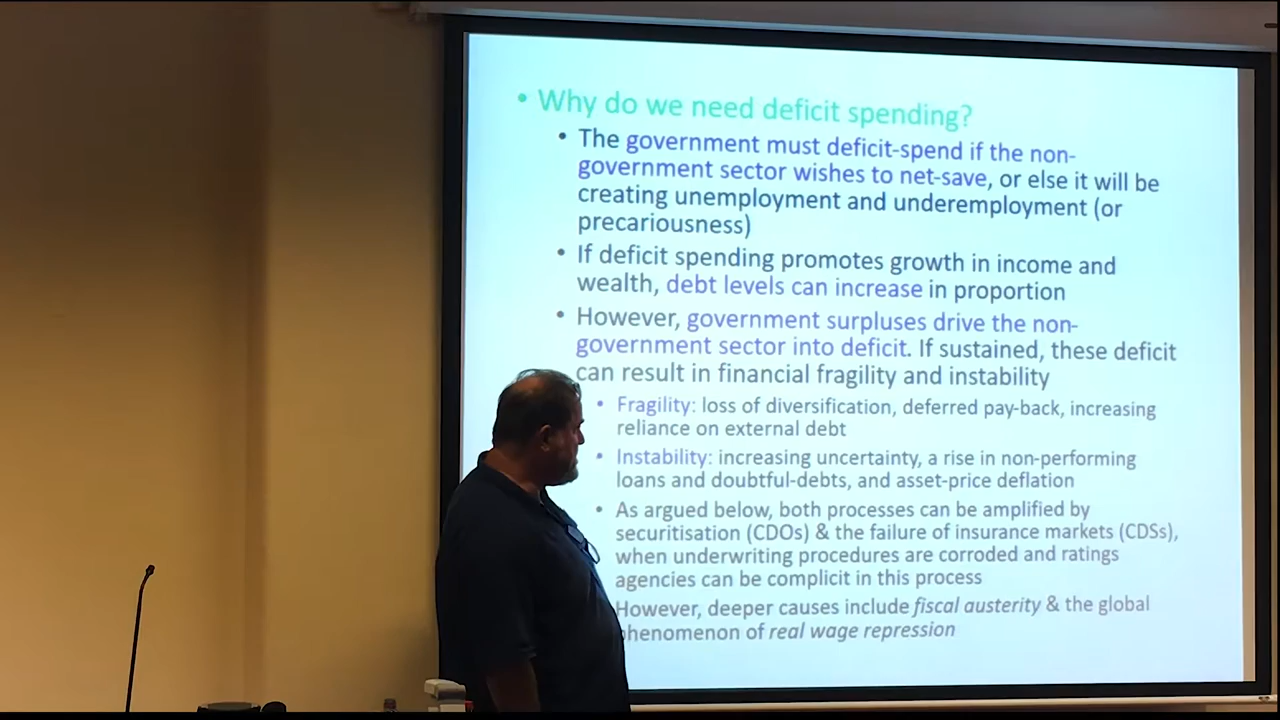 • Why do we need deficit spending?
• The government must deficit-spend if the non-
government sector wishes to net-save, or else it will be
creating unemployment and underemployment (or
precariousness)
• If deficit spending promotes growth in income and
wealth, debt levels can increase in proportion
• However, government surpluses drive the non-
government sector into deficit. If sustained, these deficit
can result in financial fragility and instability
• Fragility: loss of diversification, deferred pay-back, increasing
reliance on external debt
• Instability: increasing uncertainty, a rise in non-performing
loans and doubtful-debts, and asset-price deflation
• As argued below, both processes can be amplified by
securitisation (CDOs) & the failure of insurance markets (CDSs),
when underwriting procedures are corroded and ratings
agencies can be complicit in this process
However, deeper causes include fiscal austerity & the global
phenomenon of real wage repression